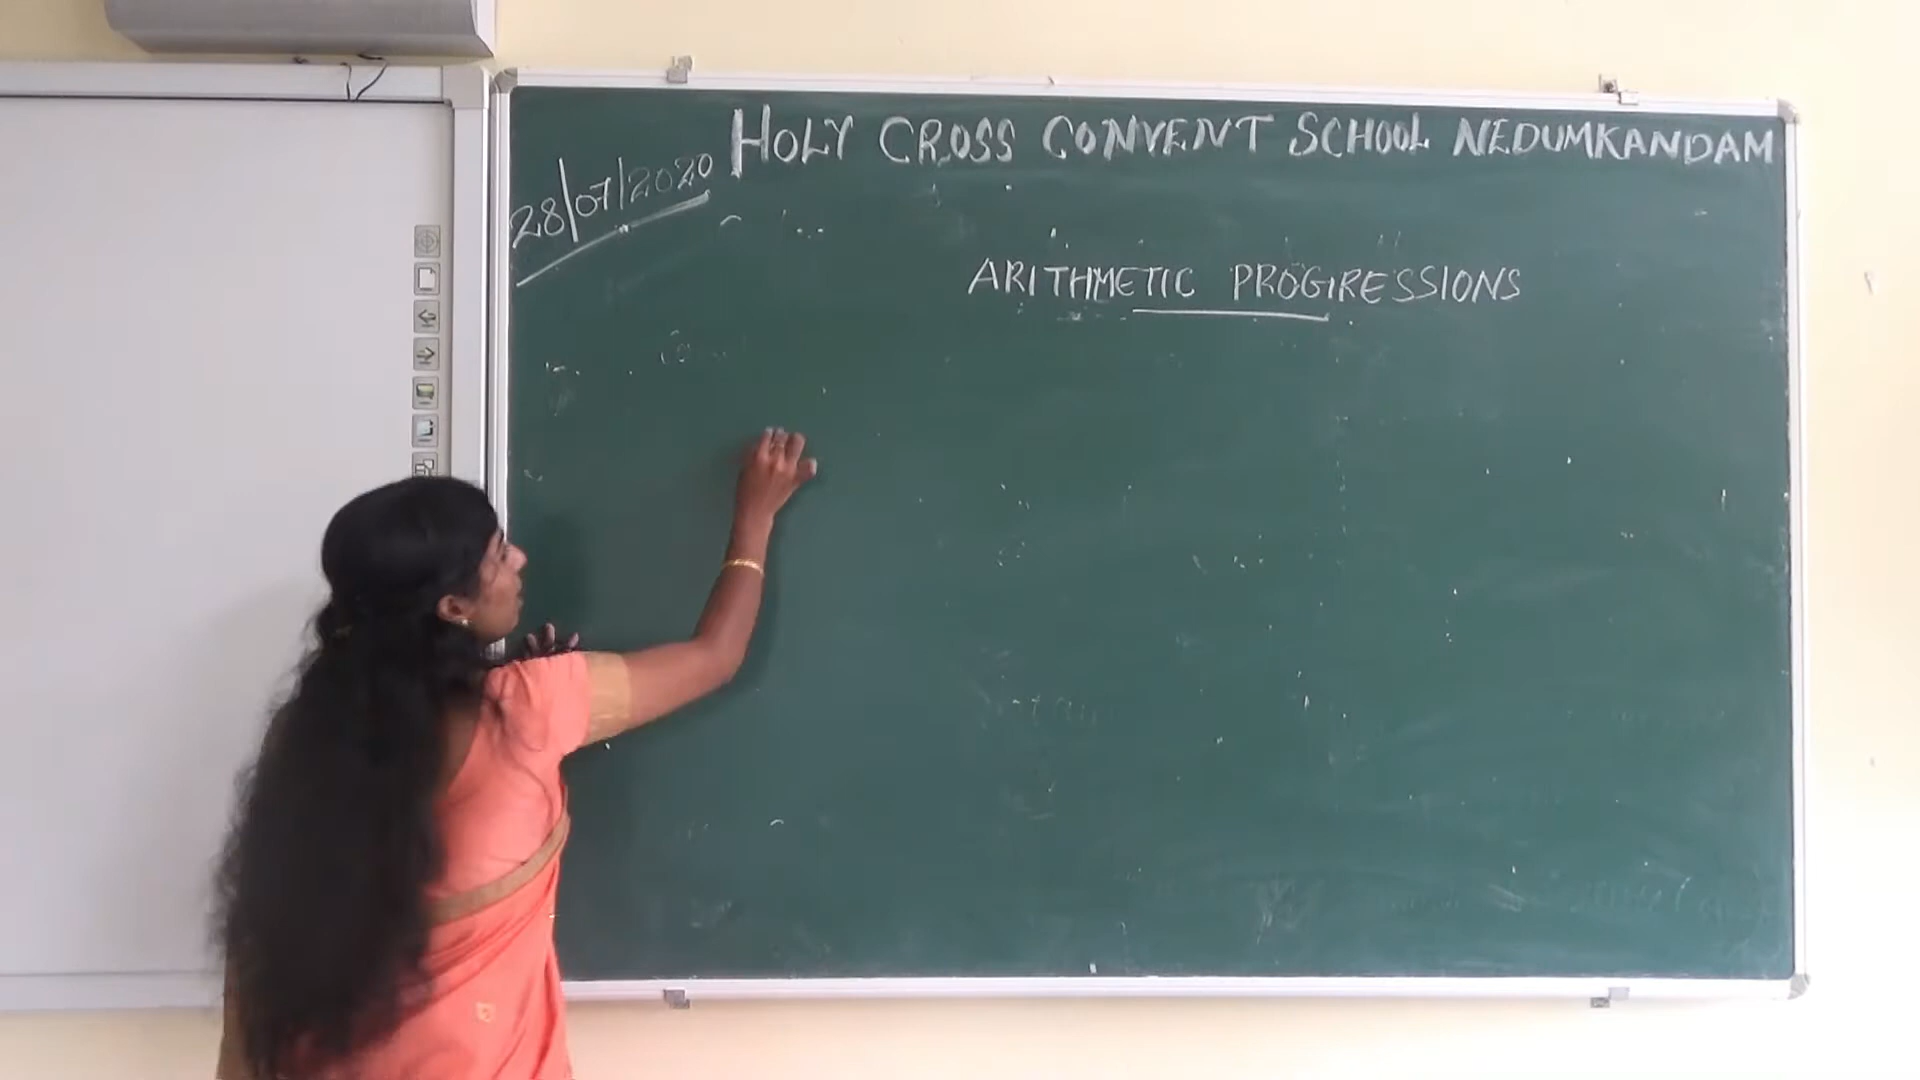 HOLY CROSS CONVENT SCHOOL NEDUMKANDAM
28/07/2020
ARITHMETIC PROGRESSIONS